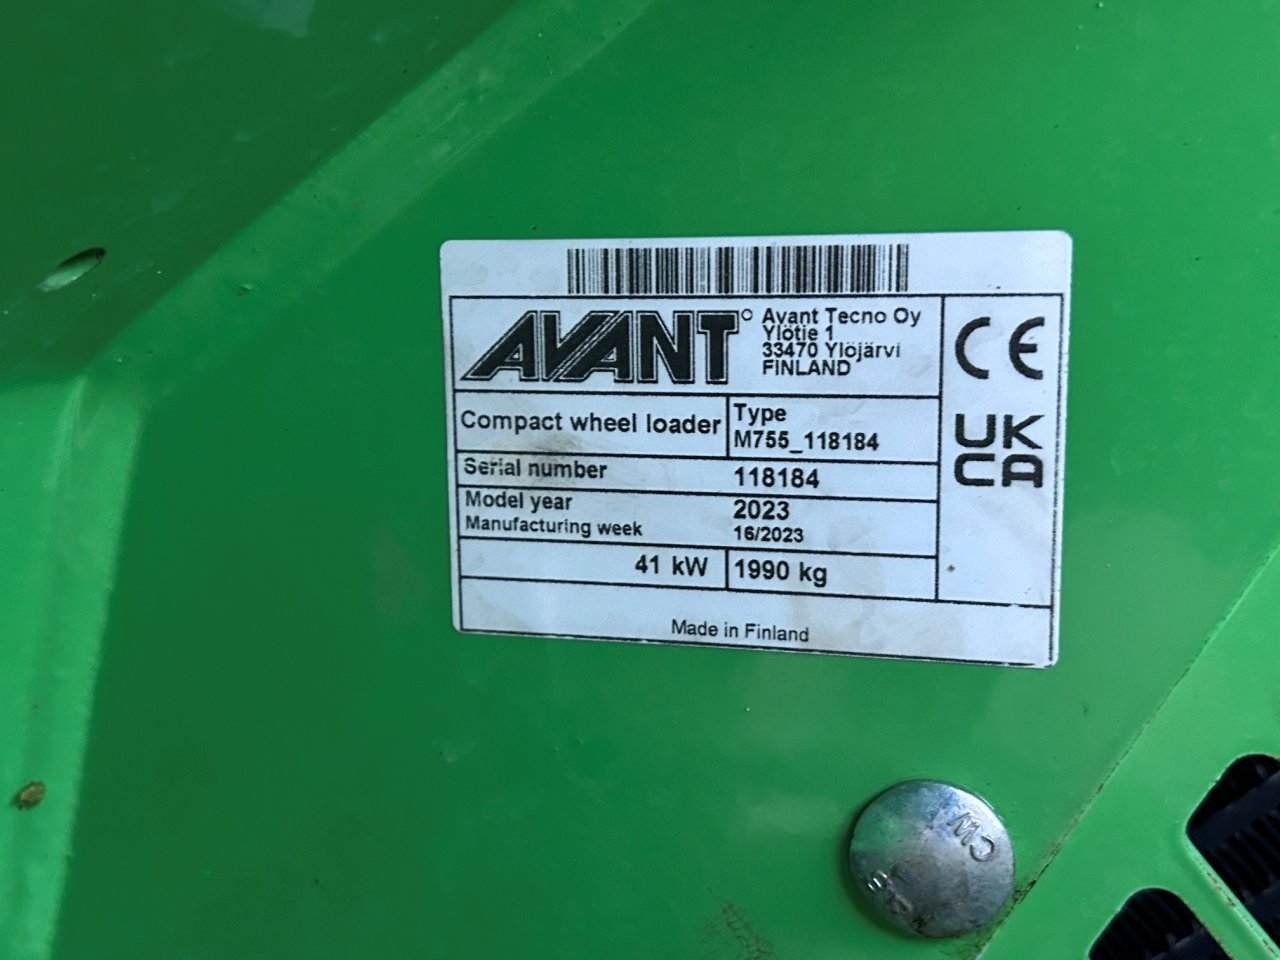 AVANT
Avant Tecno Oy
Ylötie 1
33470 Ylöjärvi
FINLAND
CE
UK
CA
Compact wheel loader
Type
M755_118184
Serial number
118184
Model year
2023
Manufacturing week
16/2023
41 kW
1990 kg
Made in Finland
CW